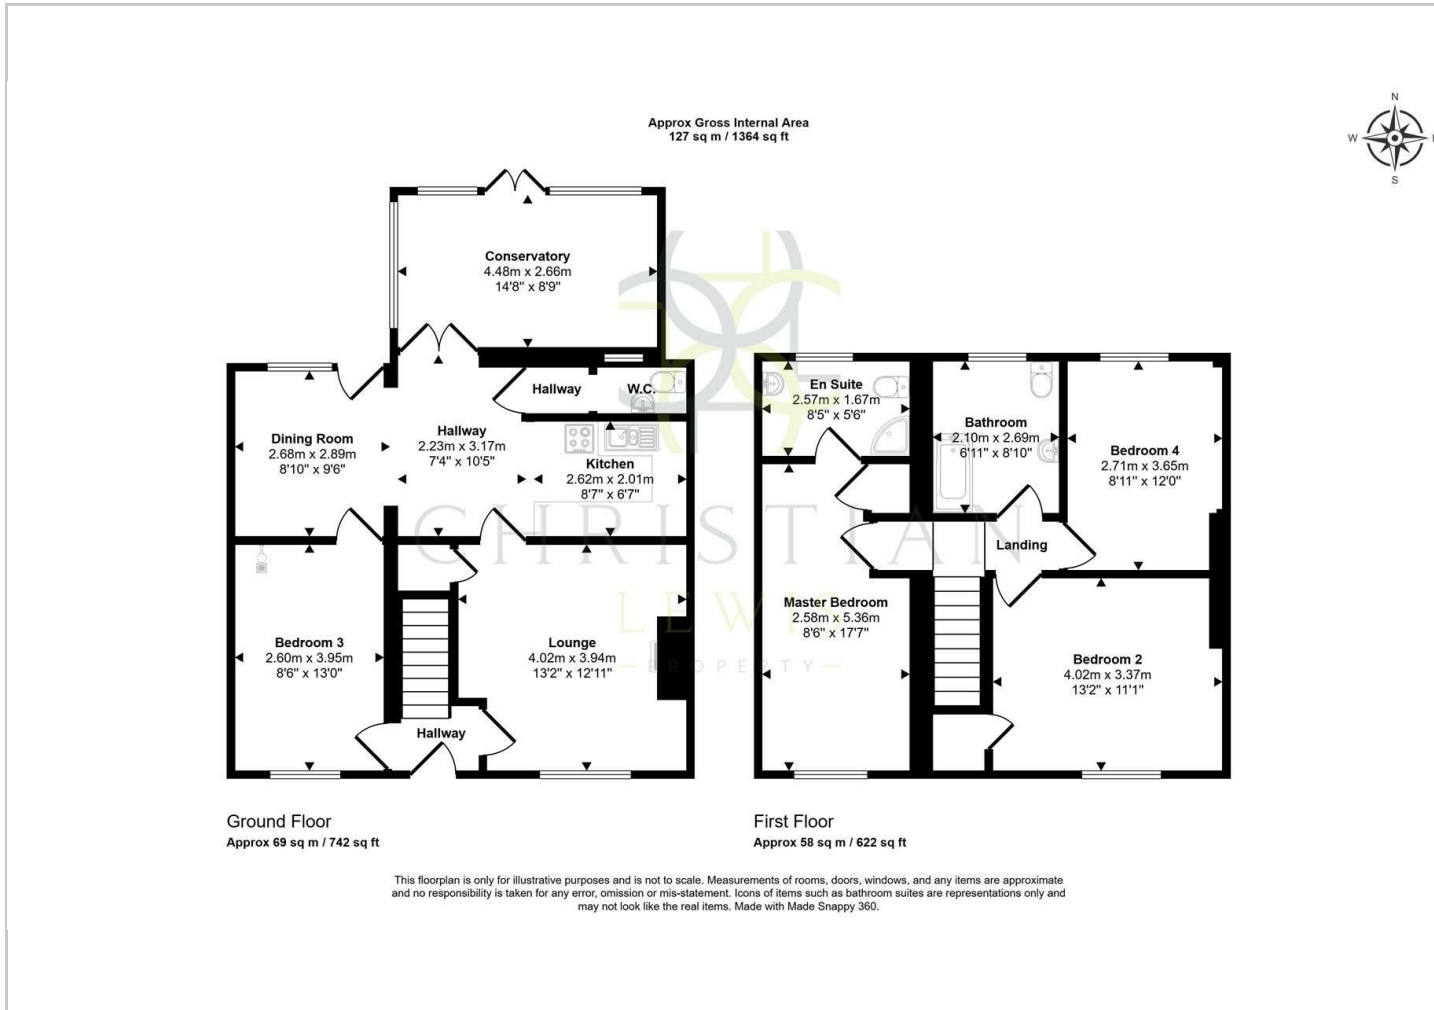 Approx Gross Internal Area
127 sq m / 1364 sq ft
N
W
S
Conservatory
4.48m x 2.66m
14'8" x 8'9"
Hallway
W.C.
Dining Room
2.68m x 2.89m
8'10" x 9'6"
Hallway
2.23m x 3.17m
7'4" x 10'5"
Kitchen
2.62m x 2.01m
8'7" x 6'7"
Bedroom 3
2.60m x 3.95m
8'6" x 13'0"
Lounge
4.02m x 3.94m
13'2" x 12'11"
Hallway
En Suite
2.57m x 1.67m
8'5" x 5'6"
Bathroom
2.10m x 2.69m
6'11" x 8'10"
Bedroom 4
2.71m x 3.65m
8'11" x 12'0"
Landing
Master Bedroom
2.58m x 5.36m
8'6" x 17'7"
Bedroom 2
4.02m x 3.37m
13'2" x 11'1"
CHRISTIAN
LEWIS
PROPERTY
Ground Floor
Approx 69 sq m / 742 sq ft
First Floor
Approx 58 sq m / 622 sq ft
This floorplan is only for illustrative purposes and is not to scale. Measurements of rooms, doors, windows, and any items are approximate
and no responsibility is taken for any error, omission or mis-statement. Icons of items such as bathroom suites are representations only and
may not look like the real items. Made with Made Snappy 360.